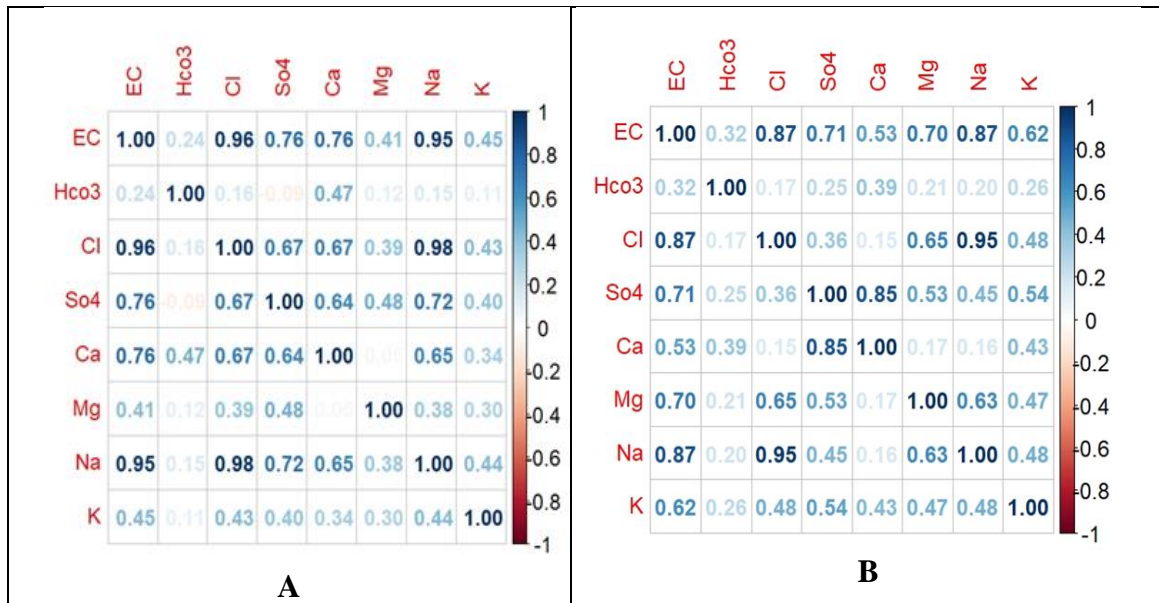 EC Hco3 Cl So4 Ca Mg Na K
EC 1.00 0.24 0.96 0.76 0.76 0.41 0.95 0.45
Hco3 0.24 1.00 0.16 -0.09 0.47 0.12 0.15 0.11
Cl 0.96 0.16 1.00 0.67 0.67 0.39 0.98 0.43
So4 0.76 -0.09 0.67 1.00 0.64 0.48 0.72 0.40
Ca 0.76 0.47 0.67 0.64 1.00 0.05 0.65 0.34
Mg 0.41 0.12 0.39 0.48 0.05 1.00 0.38 0.30
Na 0.95 0.15 0.98 0.72 0.65 0.38 1.00 0.44
K 0.45 0.11 0.43 0.40 0.34 0.30 0.44 1.00
1
0.8
0.6
0.4
0.2
0
-0.2
-0.4
-0.6
-0.8
-1
A
EC Hco3 Cl So4 Ca Mg Na K
EC 1.00 0.32 0.87 0.71 0.53 0.70 0.87 0.62
Hco3 0.32 1.00 0.17 0.25 0.39 0.21 0.20 0.26
Cl 0.87 0.17 1.00 0.36 0.15 0.65 0.95 0.48
So4 0.71 0.25 0.36 1.00 0.85 0.53 0.45 0.54
Ca 0.53 0.39 0.15 0.85 1.00 0.17 0.16 0.43
Mg 0.70 0.21 0.65 0.53 0.17 1.00 0.63 0.47
Na 0.87 0.20 0.95 0.45 0.16 0.63 1.00 0.48
K 0.62 0.26 0.48 0.54 0.43 0.47 0.48 1.00
1
0.8
0.6
0.4
0.2
0
-0.2
-0.4
-0.6
-0.8
-1
B